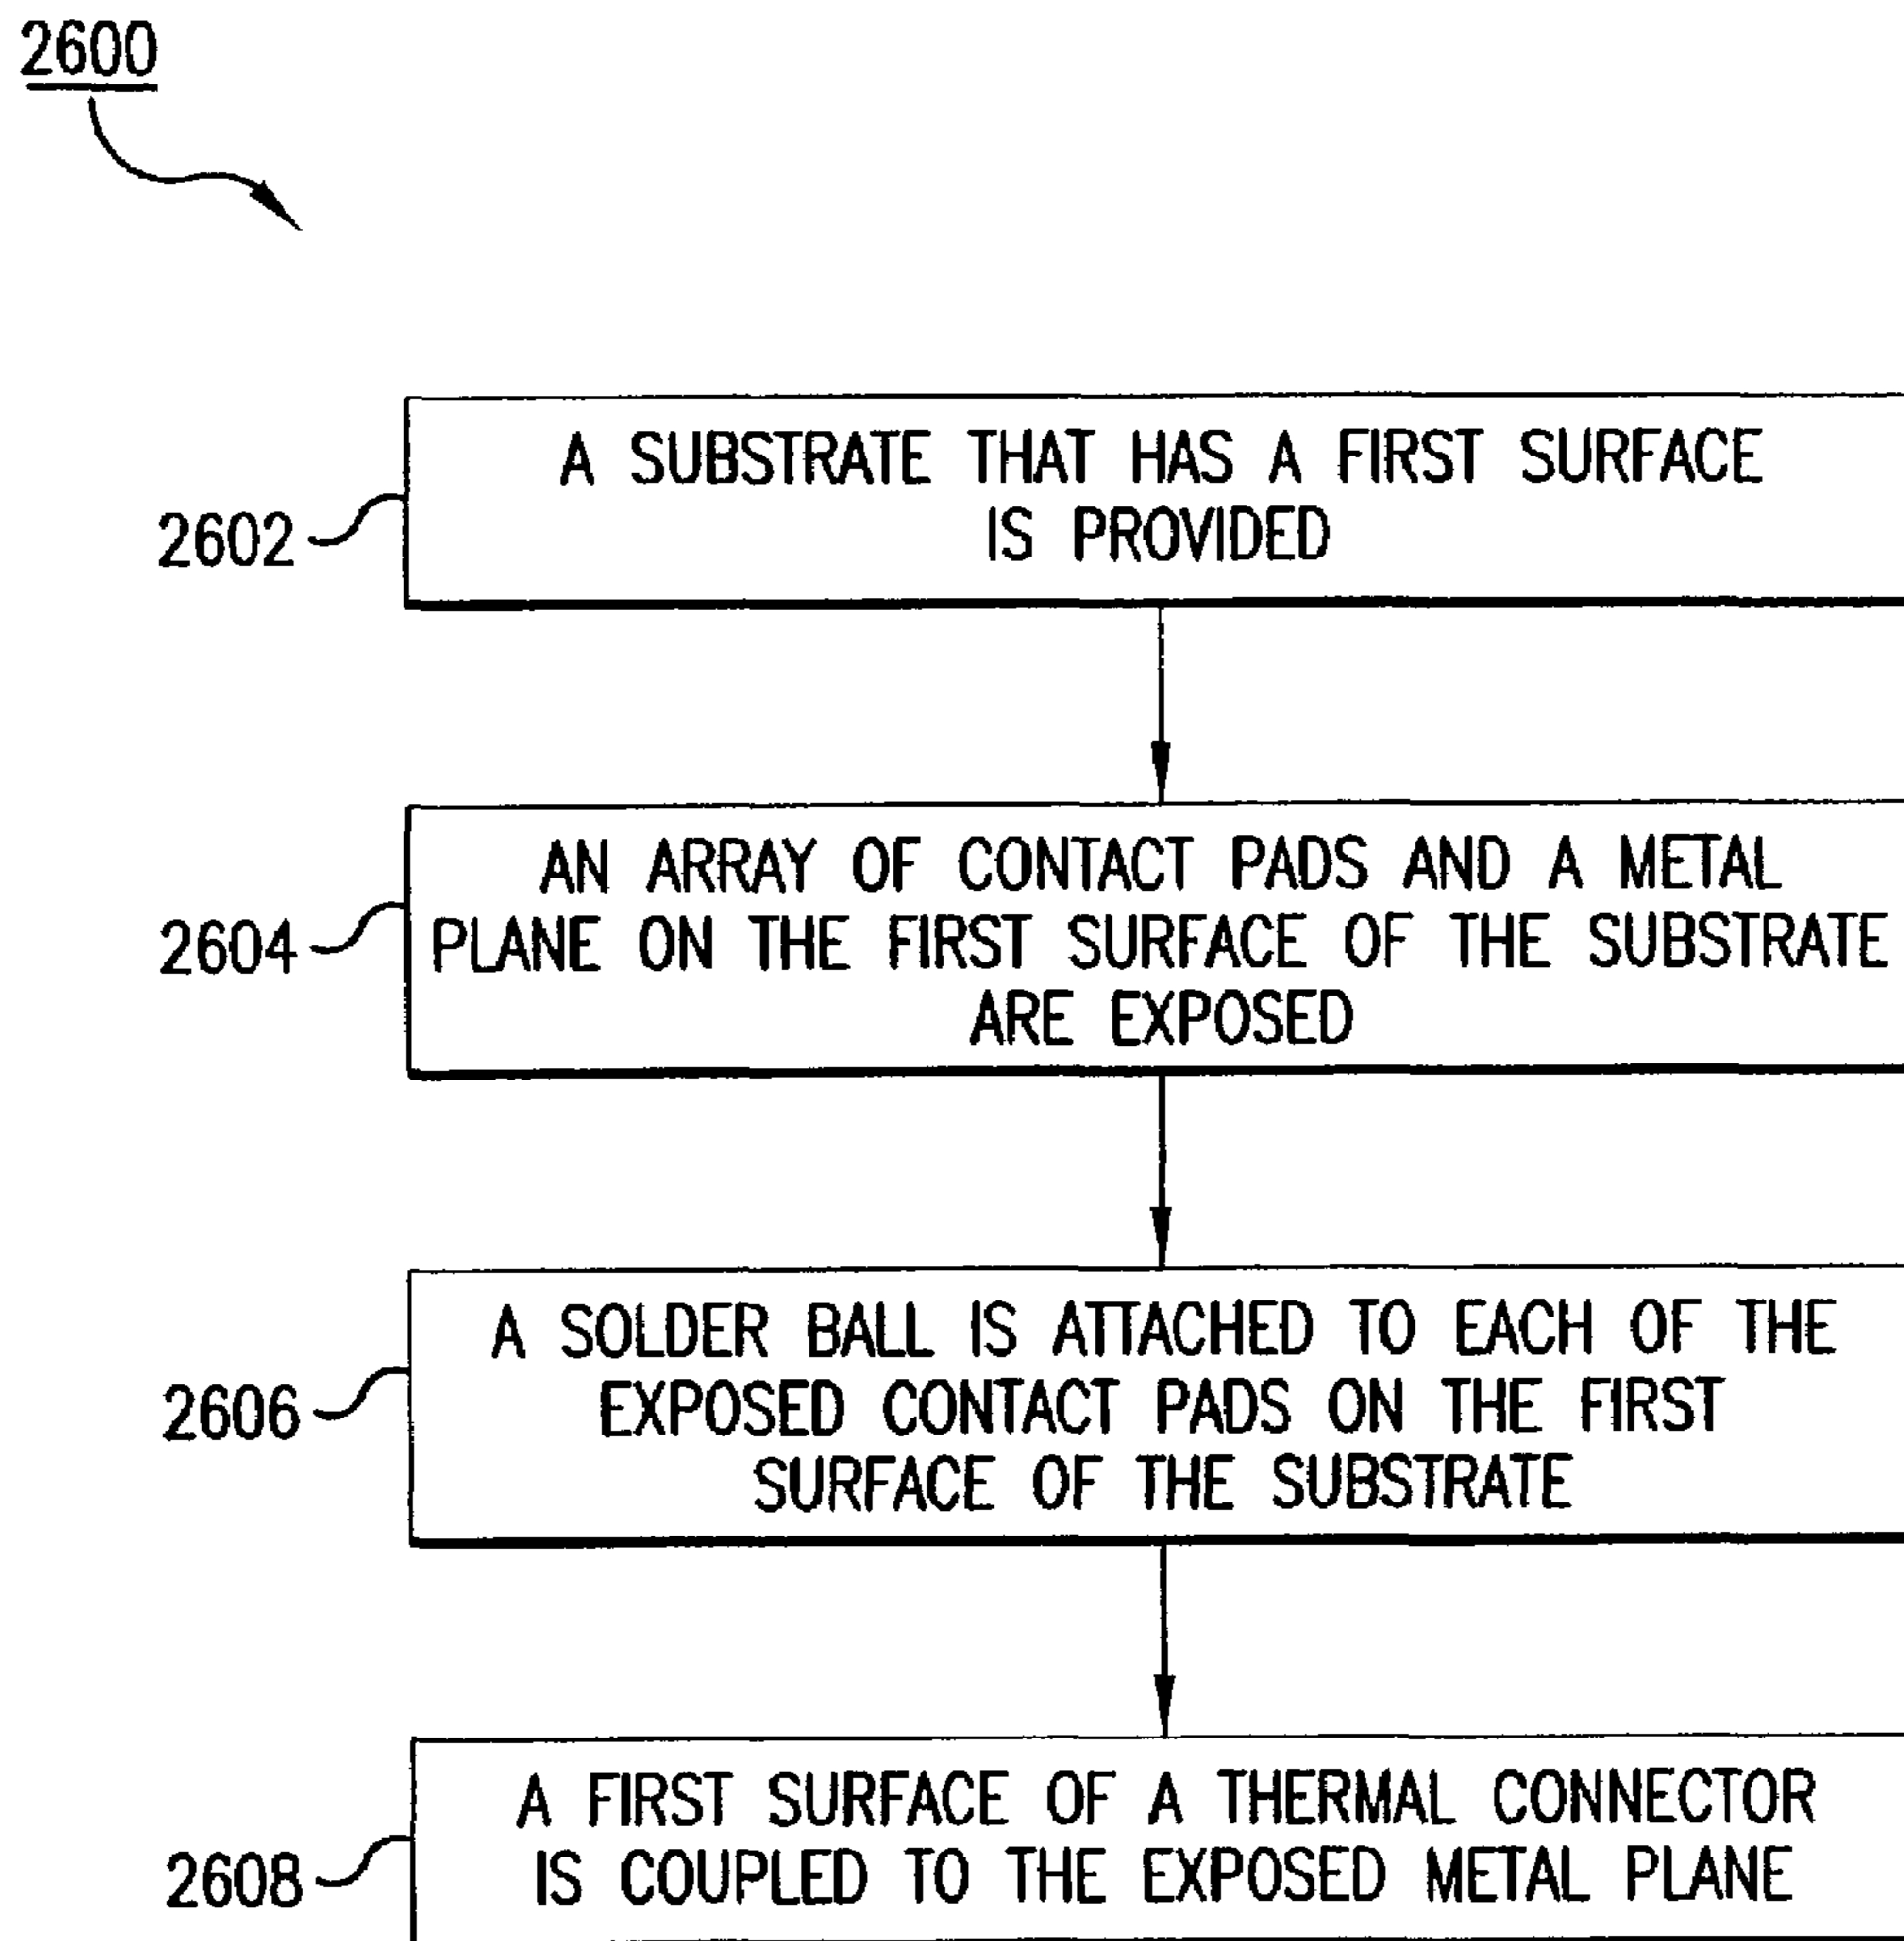 2600
A SUBSTRATE THAT HAS A FIRST SURFACE
IS PROVIDED
2602
AN ARRAY OF CONTACT PADS AND A METAL
PLANE ON THE FIRST SURFACE OF THE SUBSTRATE
ARE EXPOSED
2604
A SOLDER BALL IS ATTACHED TO EACH OF THE
EXPOSED CONTACT PADS ON THE FIRST
SURFACE OF THE SUBSTRATE
2606
A FIRST SURFACE OF A THERMAL CONNECTOR
IS COUPLED TO THE EXPOSED METAL PLANE
2608